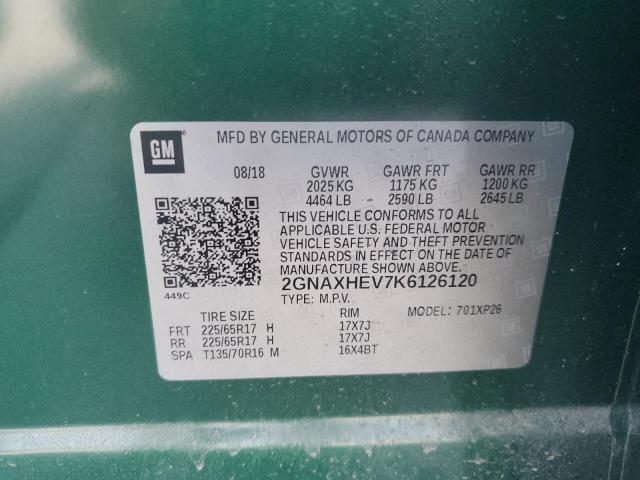 MFD BY GENERAL MOTORS OF CANADA COMPANY
GM
08/18 GVWR GAWR FRT GAWR RR
2025 KG 1175 KG 1200 KG
4464 LB - 2590 LB 2645 LB
THIS VEHICLE CONFORMS TO ALL
APPLICABLE U.S. FEDERAL MOTOR
VEHICLE SAFETY AND THEFT PREVENTION
STANDARDS IN EFFECT ON THE DATE OF
MANUFACTURE SHOWN ABOVE.
2GNAXHEV7K6126120
449C
TYPE: M.P.V. MODEL: 701XP26
TIRE SIZE RIM
FRT 225/65R17 H 17X7J
RR 225/65R17 H 17X7J
SPA T135/70R16 M 16X4BT